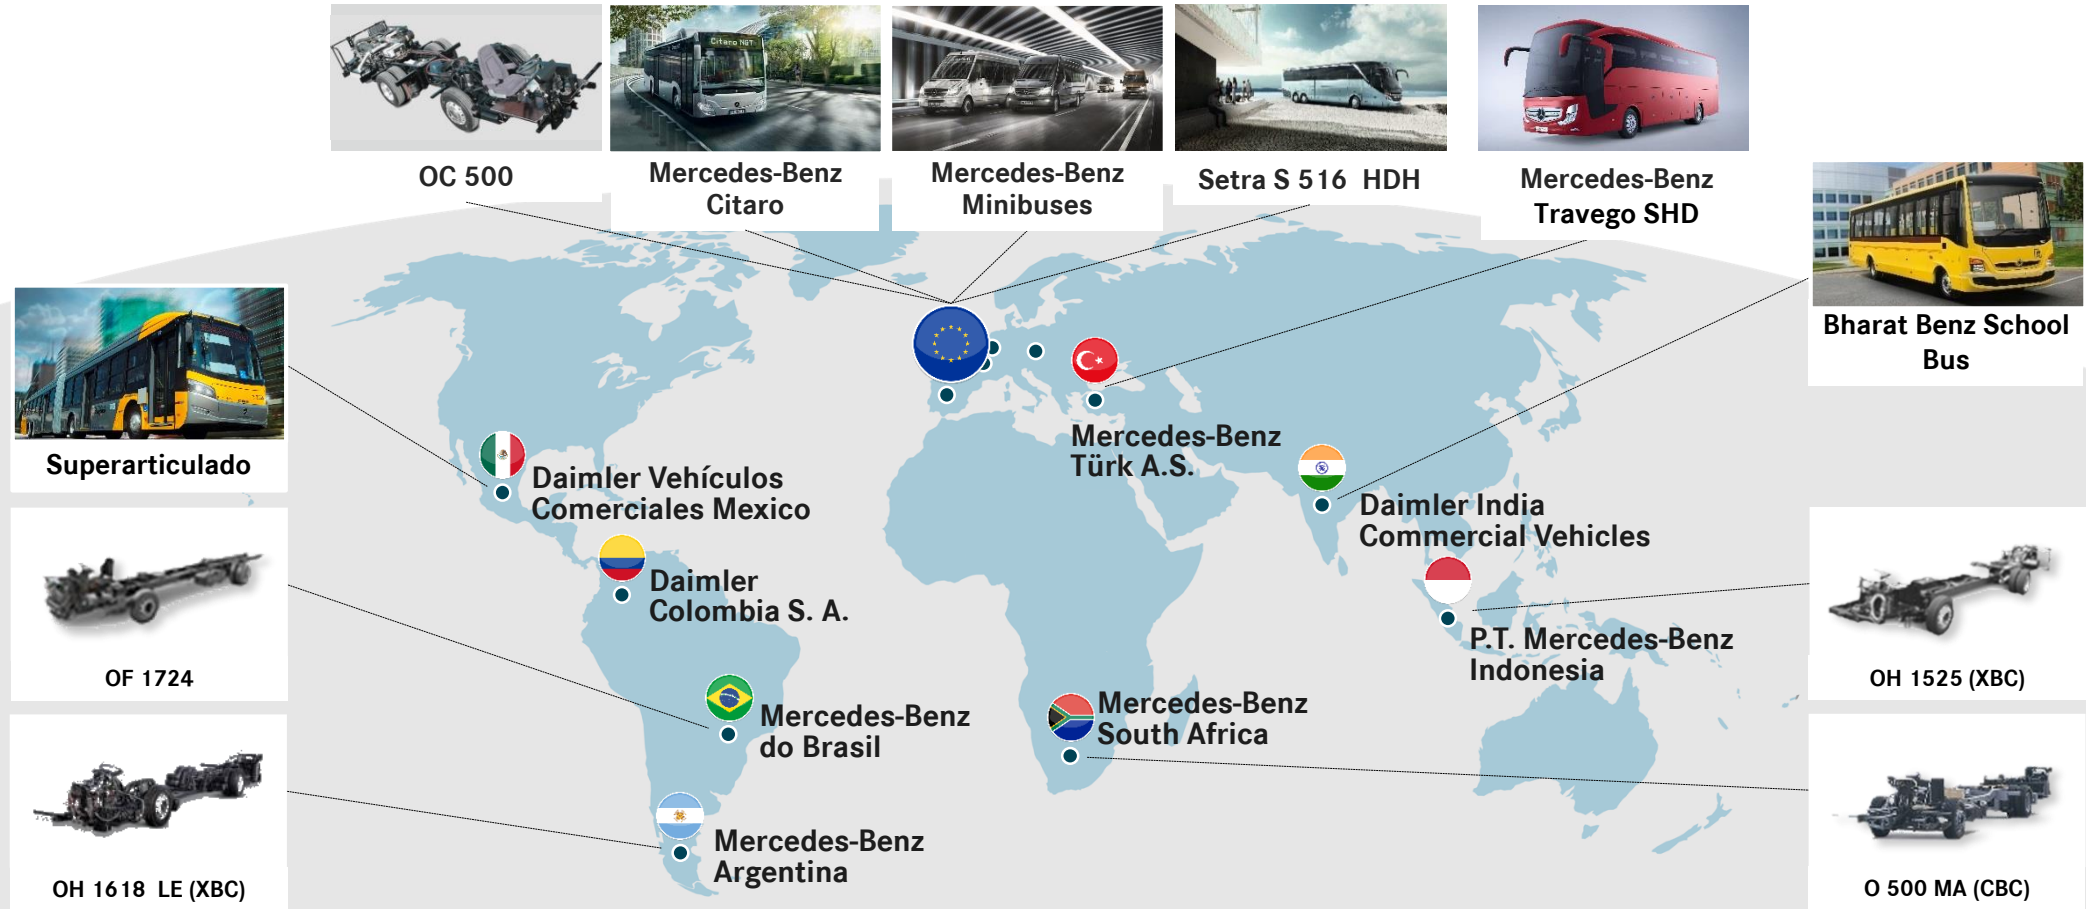 OC 500
Mercedes-Benz
Citaro
Citaro NGT
Mercedes-Benz
Minibuses
Setra S 516 HDH
Mercedes-Benz
Travego SHD
Bharat Benz School
Bus
Superarticulado
Mercedes-Benz
Türk A.S.
Daimler Vehículos
Comerciales Mexico
Daimler India
Commercial Vehicles
Daimler
Colombia S. A.
P.T. Mercedes-Benz
Indonesia
OF 1724
OH 1525 (XBC)
Mercedes-Benz
do Brasil
Mercedes-Benz
South Africa
Mercedes-Benz
Argentina
OH 1618 LE (XBC)
O 500 MA (CBC)